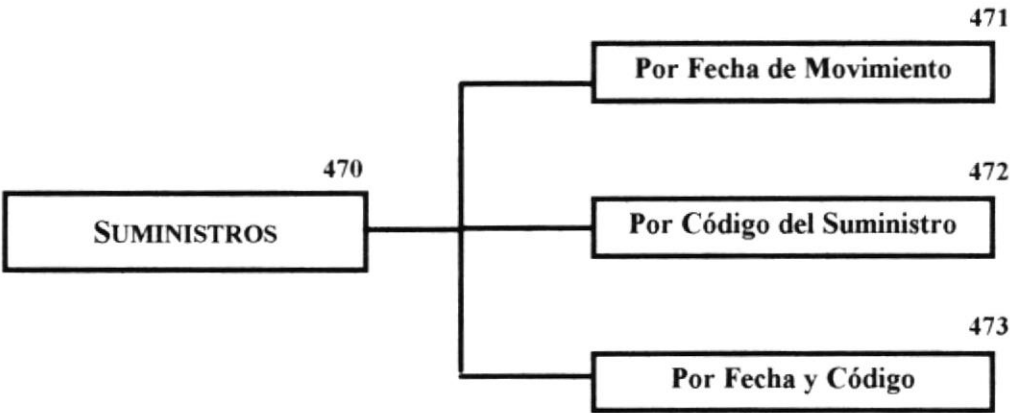 471
Por Fecha de Movimiento
470
SUMINISTROS
472
Por Código del Suministro
473
Por Fecha y Código